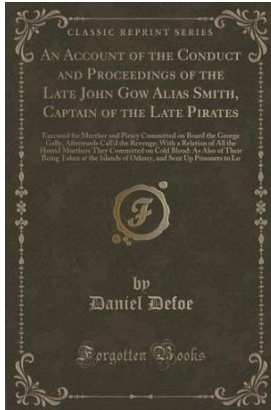 CLASSIC REPRINT SERIES
AN ACCOUNT OF THE CONDUCT
AND PROCEEDINGS OF THE
LATE JOHN GOW ALIAS SMITH,
CAPTAIN OF THE LATE PIRATES
Executed for Murther and Piracy Committed on Board the George
Gally, Afterwards Call'd the Revenge; With a Relation of All the
Horrid Murthers They Committed on Cold Blood: As Also of Their
Being Taken at the Islands of Orkney, and Sent Up Prisoners to Lo
F
by
Daniel Defoe
Forgotten Books